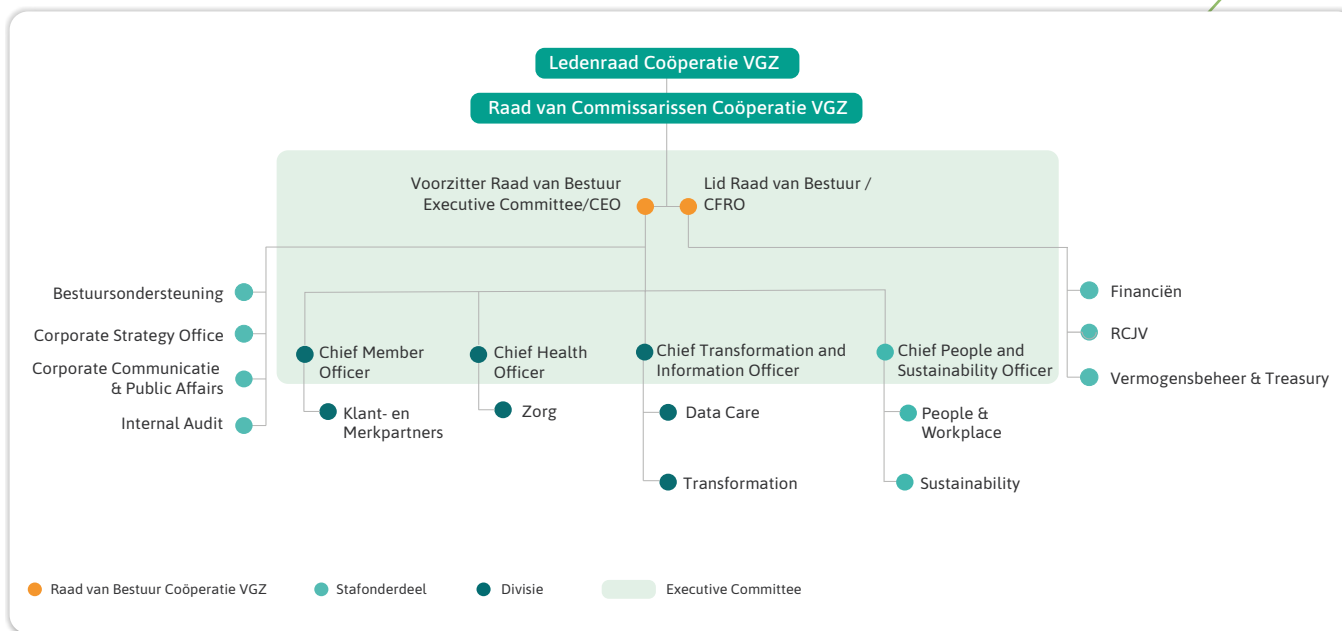 Ledenraad Coöperatie VGZ
Raad van Commissarissen Coöperatie VGZ
Voorzitter Raad van Bestuur
Executive Committee/CEO
Lid Raad van Bestuur /
CFRO
Bestuursondersteuning
Corporate Strategy Office
Corporate Communicatie
& Public Affairs
Internal Audit
Chief Member
Officer
Klant- en
Merkpartners
Chief Health
Officer
Zorg
Chief Transformation and
Information Officer
Data Care
Transformation
Chief People and
Sustainability Officer
People &
Workplace
Sustainability
Financiën
RCJV
Vermogensbeheer & Treasury
Raad van Bestuur Coöperatie VGZ
Stafonderdeel
Divisie
Executive Committee